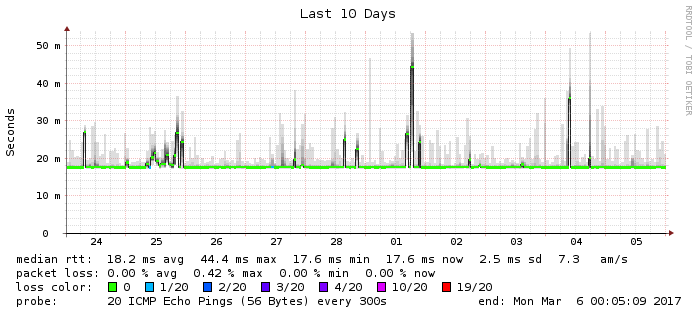 Last 10 Days
RRDTOOL / TOBI OETIKER
Seconds
50 m
40 m
30 m
20 m
10 m
0
24 25 26 27 28 01 02 03 04 05
median rtt: 18.2 ms avg 44.4 ms max 17.6 ms min 17.6 ms now 2.5 ms sd 7.3 am/s
packet loss: 0.00 % avg 0.42 % max 0.00 % min 0.00 % now
loss color: 0 1/20 2/20 3/20 4/20 10/20 19/20
probe: 20 ICMP Echo Pings (56 Bytes) every 300s end: Mon Mar 6 00:05:09 2017